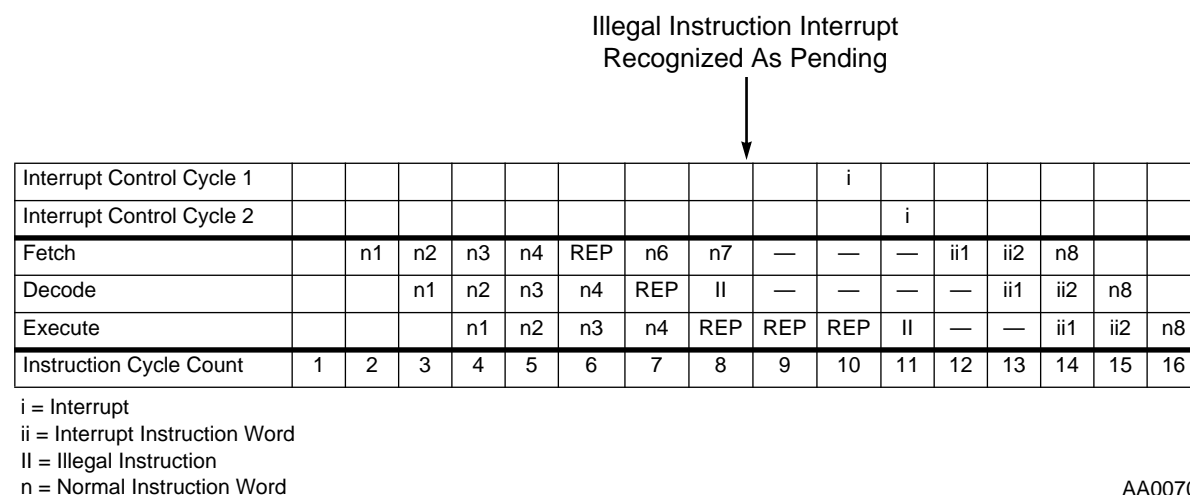 Illegal Instruction Interrupt
Recognized As Pending
Interrupt Control Cycle 1 i
Interrupt Control Cycle 2 i
Fetch n1 n2 n3 n4 REP n6 n7 — — — ii1 ii2 n8
Decode n1 n2 n3 n4 REP II — — — — ii1 ii2 n8
Execute n1 n2 n3 n4 REP REP REP II — — ii1 ii2 n8
Instruction Cycle Count 1 2 3 4 5 6 7 8 9 10 11 12 13 14 15 16
i = Interrupt
ii = Interrupt Instruction Word
II = Illegal Instruction
n = Normal Instruction Word
AA0070